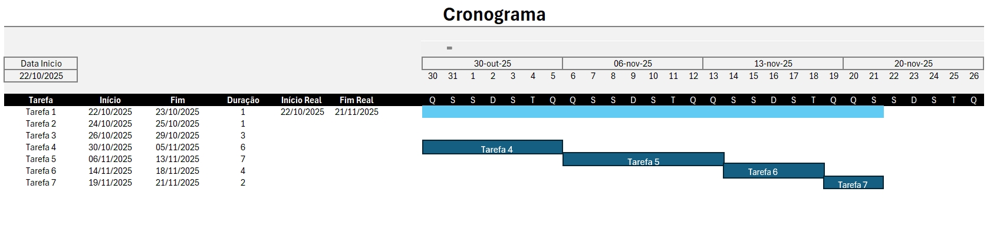 Cronograma
Data Inicio 30-out-25 06-nov-25 13-nov-25 20-nov-25
22/10/2025 30 31 1 2 3 4 5 6 7 8 9 10 11 12 13 14 15 16 17 18 19 20 21 22 23 24 25 26
Tarefa Início Fim Duração Início Real Fim Real Q S S D S T Q Q S S D S T Q Q S S D S T Q Q S S D S T Q
Tarefa 1 22/10/2025 23/10/2025 1 22/10/2025 21/11/2025
Tarefa 2 24/10/2025 25/10/2025 1
Tarefa 3 26/10/2025 29/10/2025 3
Tarefa 4 30/10/2025 05/11/2025 6 Tarefa 4
Tarefa 5 06/11/2025 13/11/2025 7 Tarefa 5
Tarefa 6 14/11/2025 18/11/2025 4 Tarefa 6
Tarefa 7 19/11/2025 21/11/2025 2 Tarefa 7